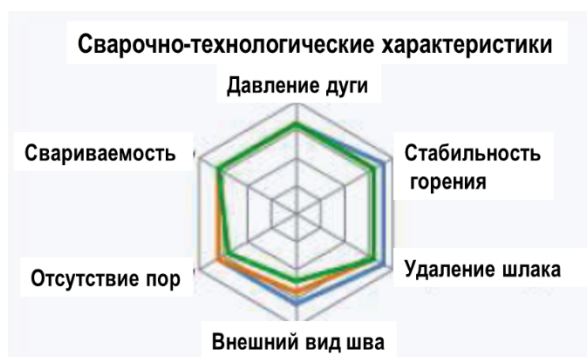 Сварочно-технологические характеристики
Давление дуги
Свариваемость
Стабильность
горения
Отсутствие пор
Удаление шлака
Внешний вид шва